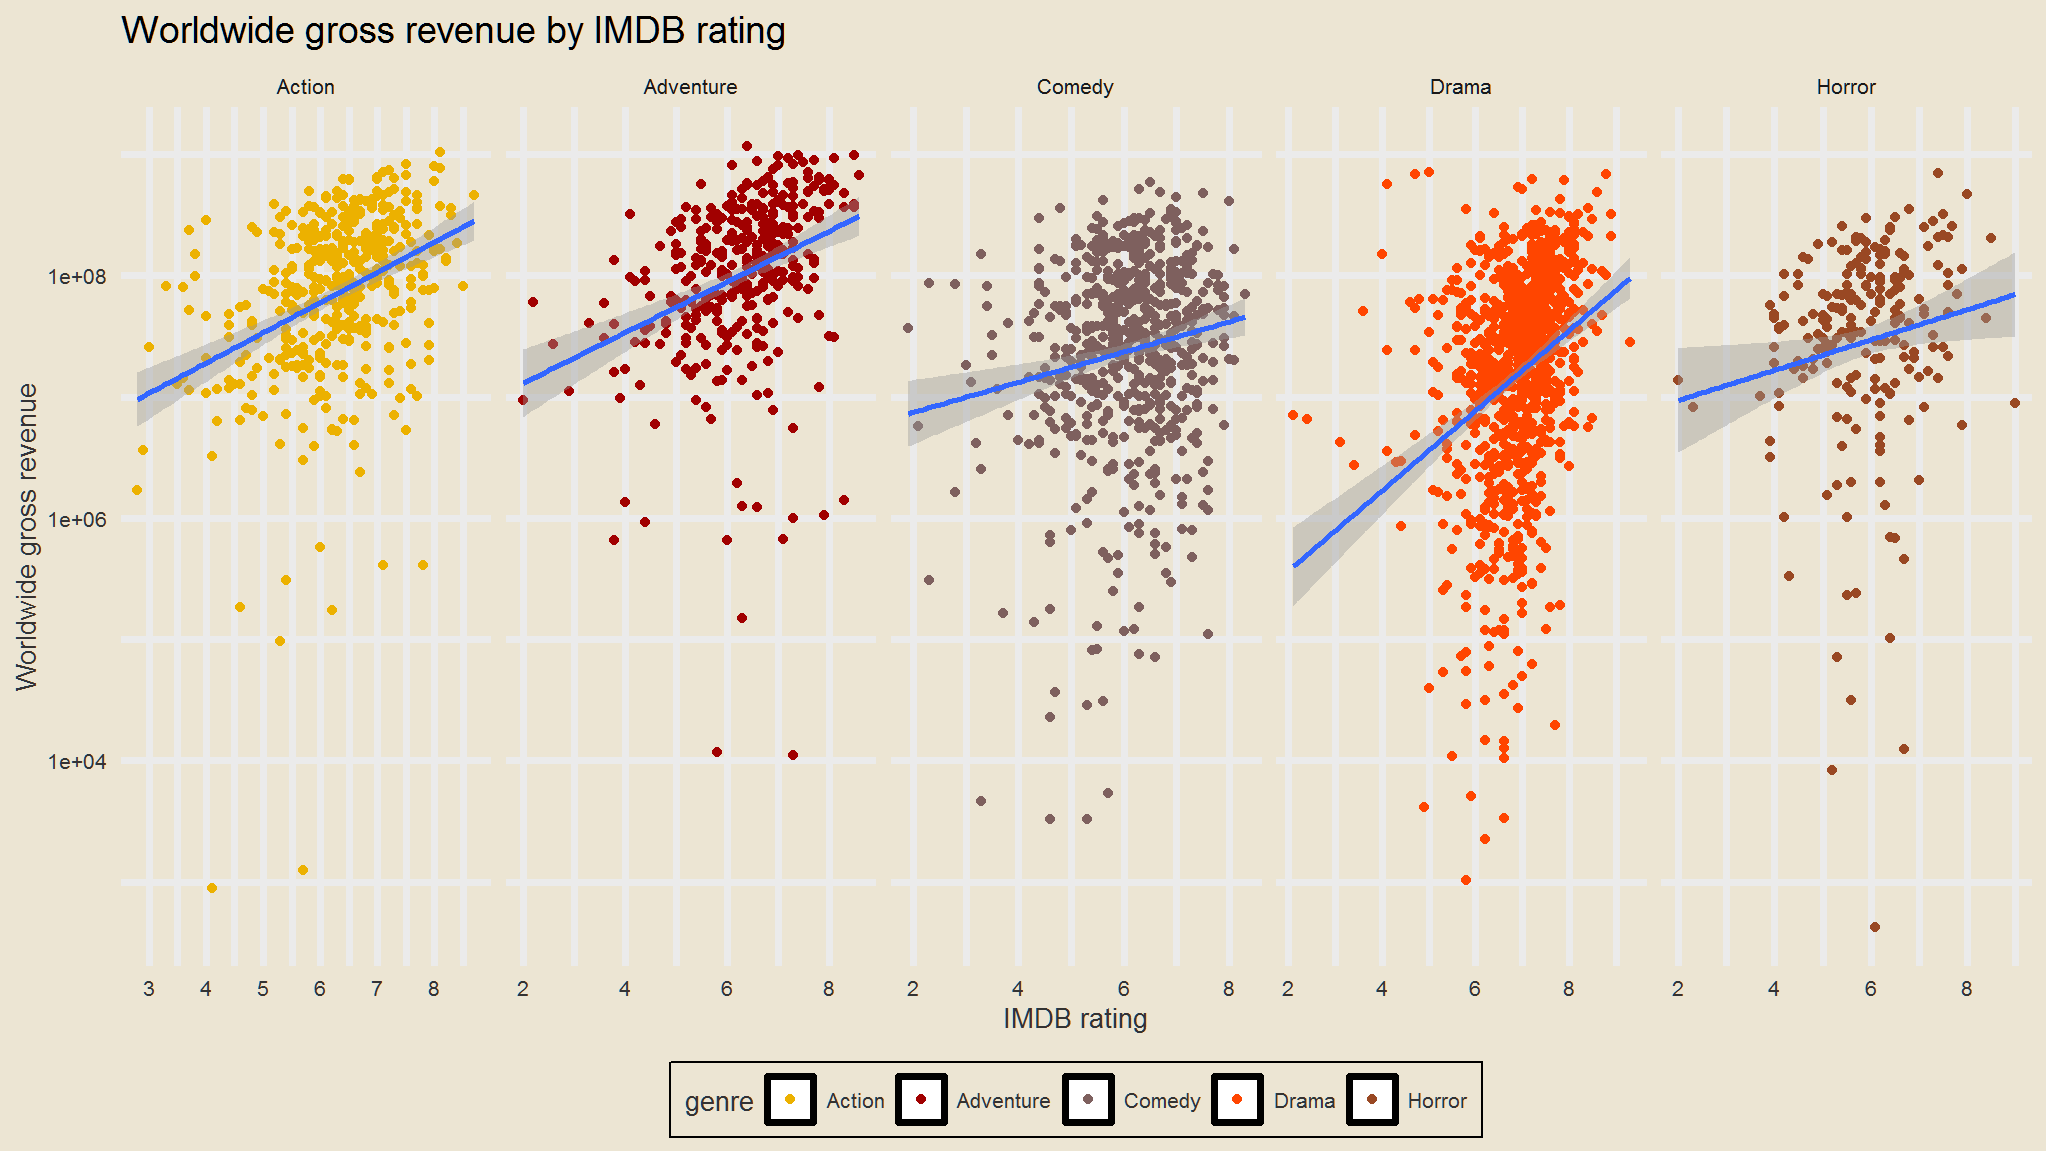 Worldwide gross revenue by IMDB rating
Action Adventure Comedy Drama Horror
Worldwide gross revenue
1e+08
1e+06
1e+04
3 4 5 6 7 8 2 4 6 8 2 4 6 8 2 4 6 8 2 4 6 8
IMDB rating
genre Action Adventure Comedy Drama Horror